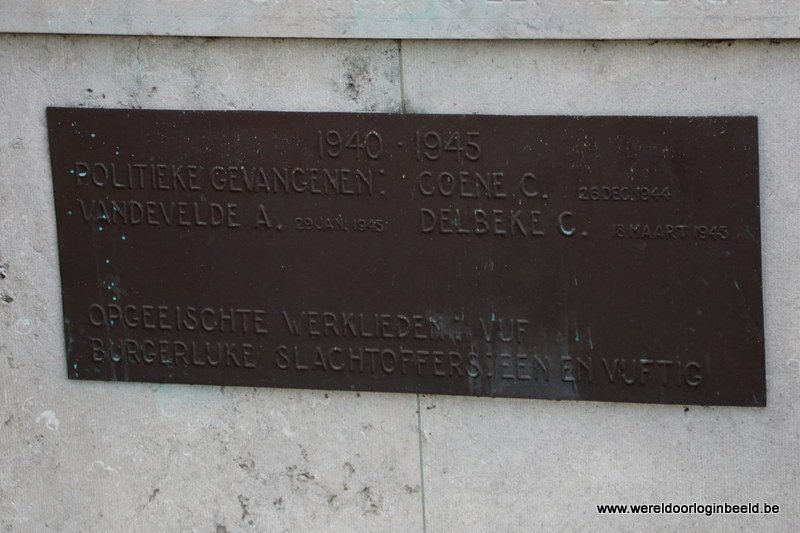 1940 - 1945
POLITIEKE GEVANGENEN: COENE C. 26 DEC. 1944
VANDEVELDE A. 29 JAN. 1945 DELBEKE C. 18 MAART 1945
OPGEEISCHTE WERKLIEDEN: VIJF
BURGERLIJKE SLACHTOFFERS: EEN EN VIJFTIG
www.wereldoorloginbeeld.be